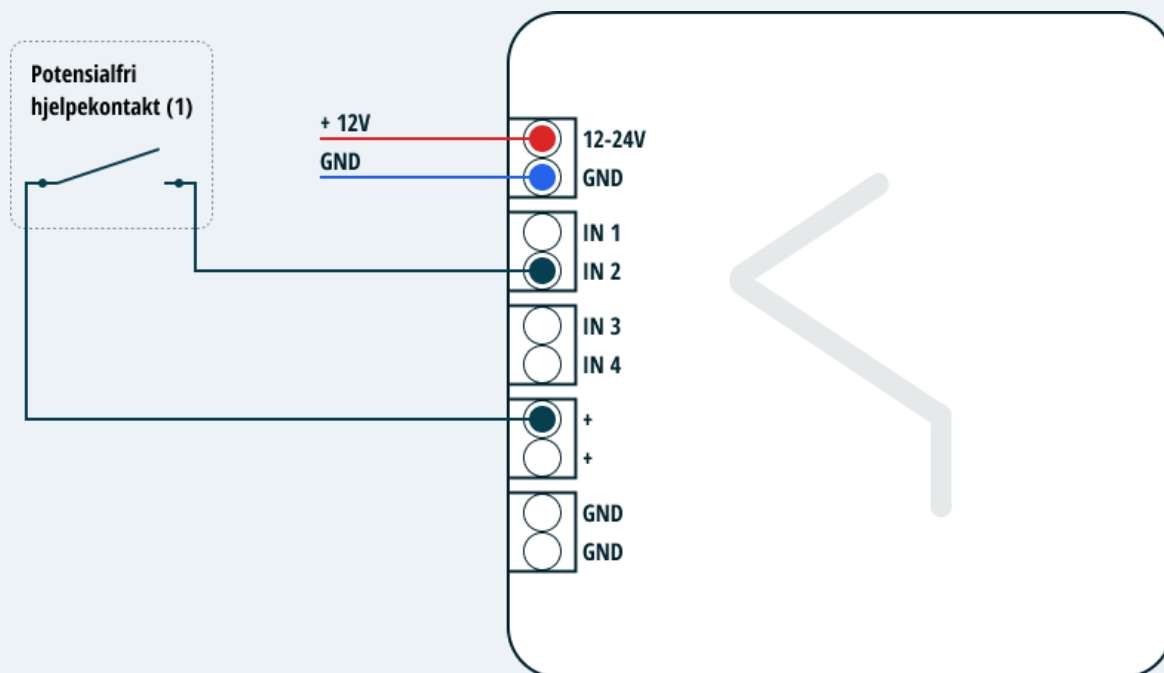 Potensialfri
hjelpekontakt (1)
+ 12V
GND
12-24V
GND
IN 1
IN 2
IN 3
IN 4
+
+
GND
GND